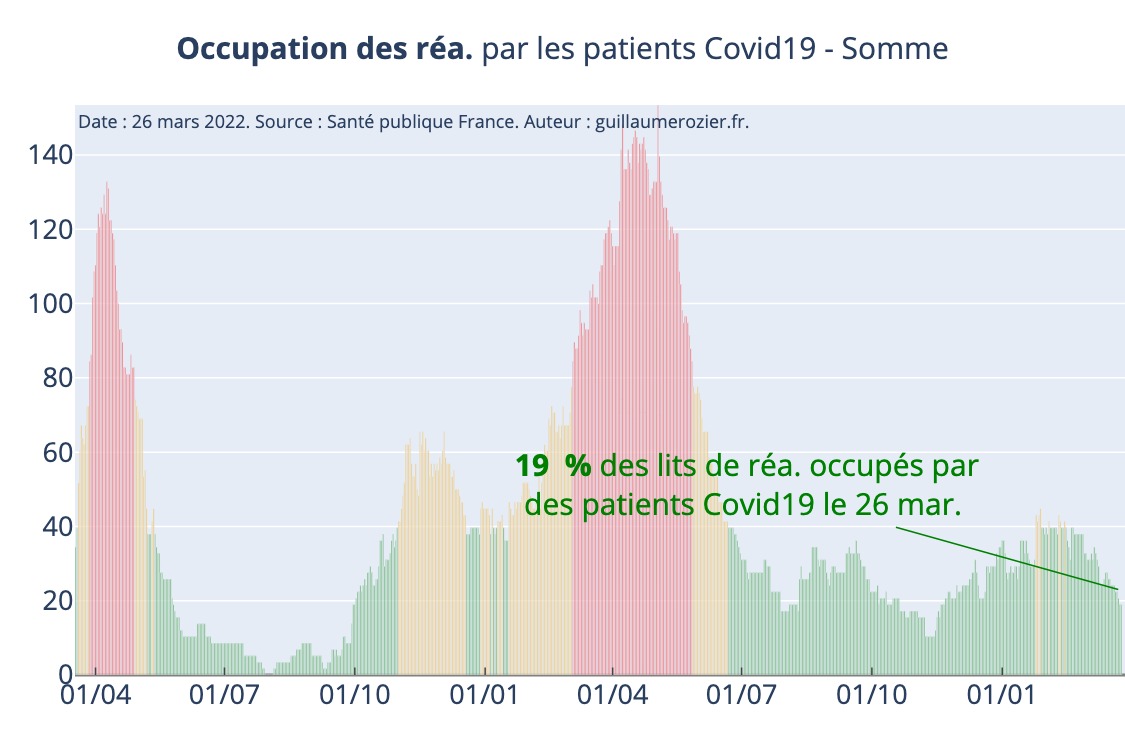 Occupation des réa. par les patients Covid19 - Somme
Date : 26 mars 2022. Source : Santé publique France. Auteur : guillaumerozier.fr.
140
120
100
80
60
40
20
0
19 % des lits de réa. occupés par
des patients Covid19 le 26 mar.
01/04 01/07 01/10 01/01 01/04 01/07 01/10 01/01